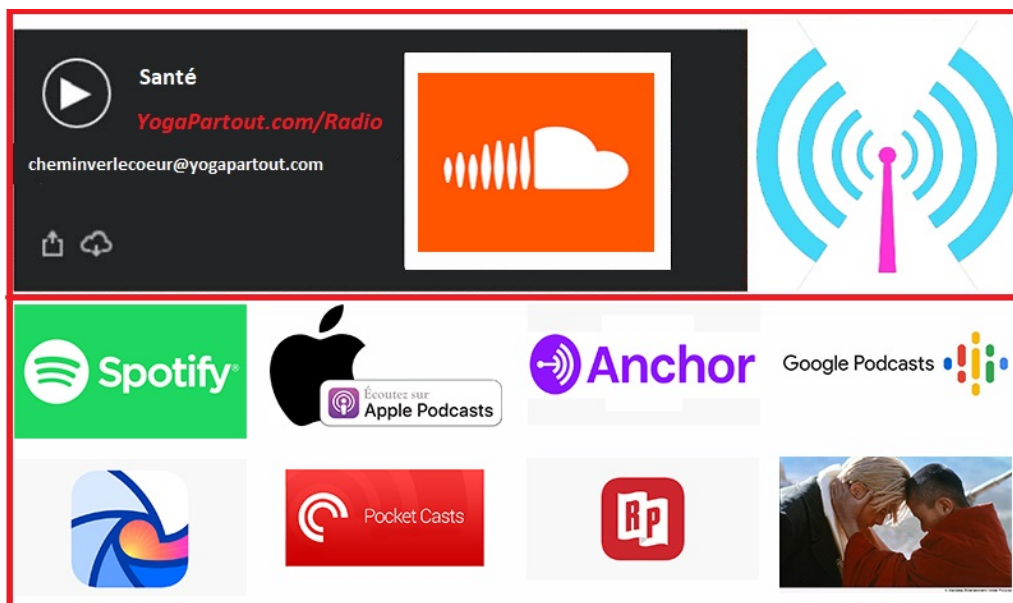 Santé
YogaPartout.com/Radio
cheminverlecoeur@yogapartout.com
Spotify®
Écoutez sur
Apple Podcasts
Anchor
Google Podcasts
Pocket Casts
RP